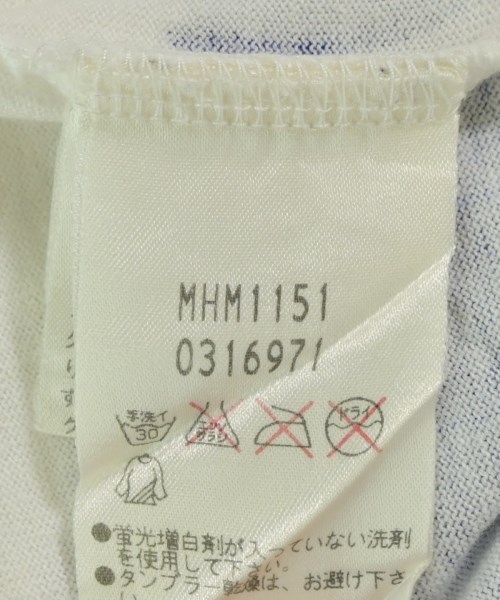 MHM1151
0316971
手洗イ エンソ ドライ
30 サラシ
●蛍光増白剤が入っていない洗剤
を使用して下さい。
●タンブラー乾燥は、お避け下さ
い